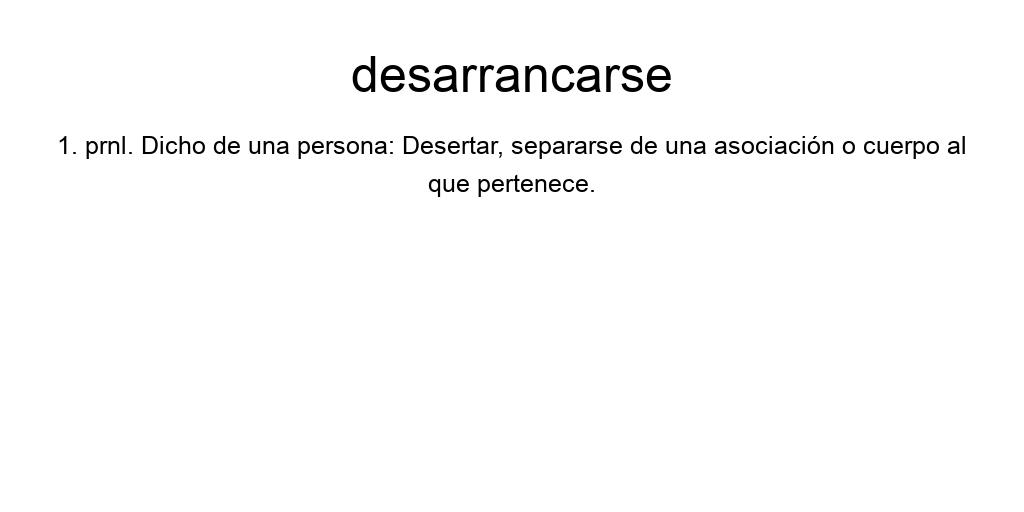 desarrancarse
1. prnl. Dicho de una persona: Desertar, separarse de una asociación o cuerpo al
que pertenece.